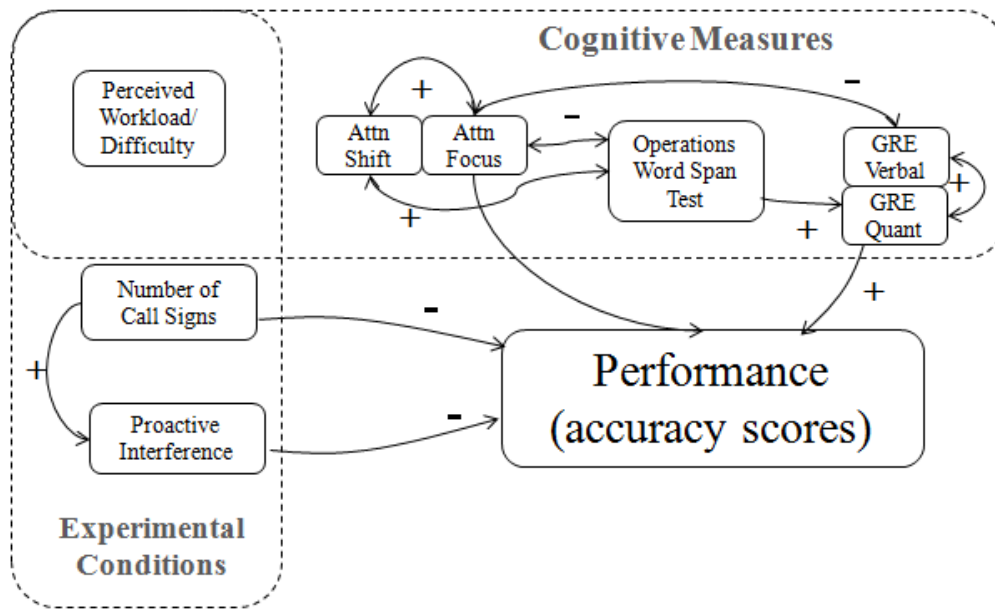 Cognitive Measures
Perceived
Workload/
Difficulty
+
-
Attn
Shift
Attn
Focus
-
Operations
Word Span
Test
GRE
Verbal
+
GRE
Quant
+
+
Number of
Call Signs
-
+
+
Performance
(accuracy scores)
Proactive
Interference
-
Experimental
Conditions